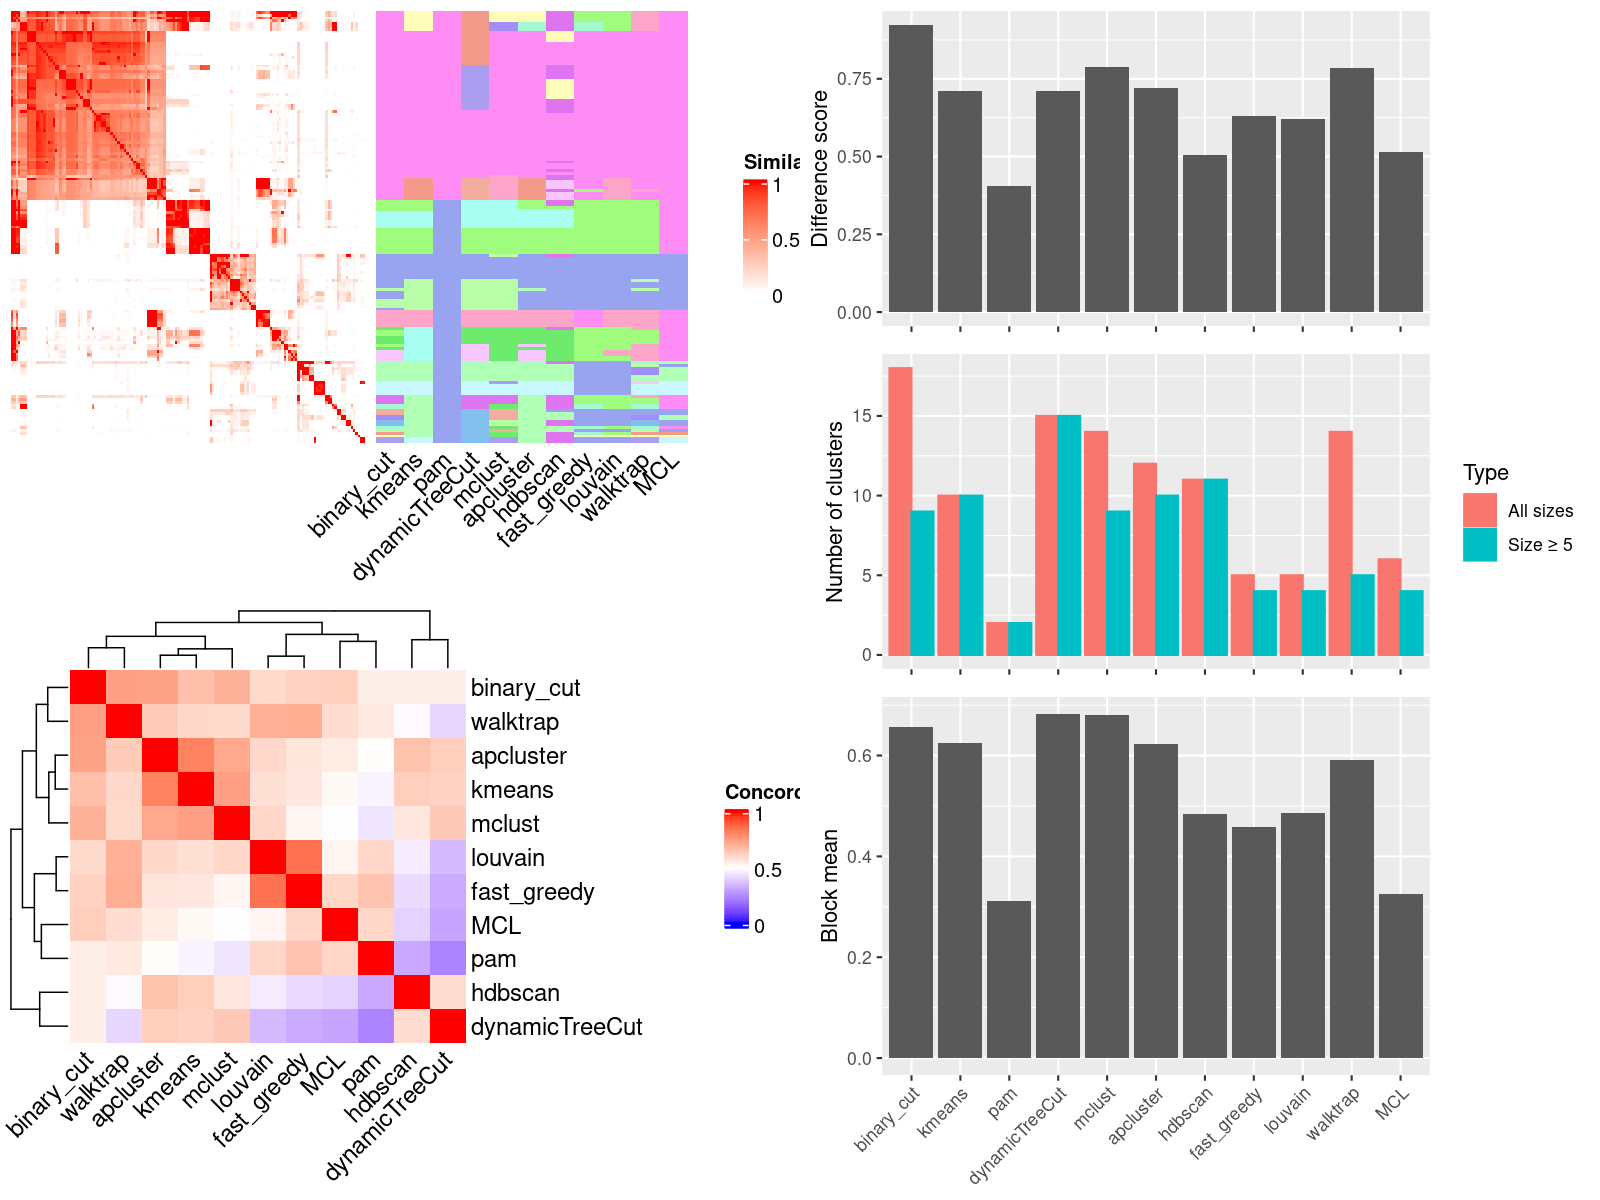 Simila
1
0.5
0
binary_cut
kmeans
pam
dynamicTreeCut
mclust
apcluster
hdbscan
fast_greedy
louvain
walktrap
MCL
Difference score
0.75
0.50
0.25
0.00
Number of clusters
15
10
5
0
Type
All sizes
Size ≥ 5
binary_cut
walktrap
apcluster
kmeans
mclust
louvain
fast_greedy
MCL
pam
hdbscan
dynamicTreeCut
binary_cut
walktrap
apcluster
kmeans
mclust
louvain
fast_greedy
MCL
pam
hdbscan
dynamicTreeCut
Concord
1
0.5
0
Block mean
0.6
0.4
0.2
0.0
binary_cut
kmeans
pam
dynamicTreeCut
mclust
apcluster
hdbscan
fast_greedy
louvain
walktrap
MCL